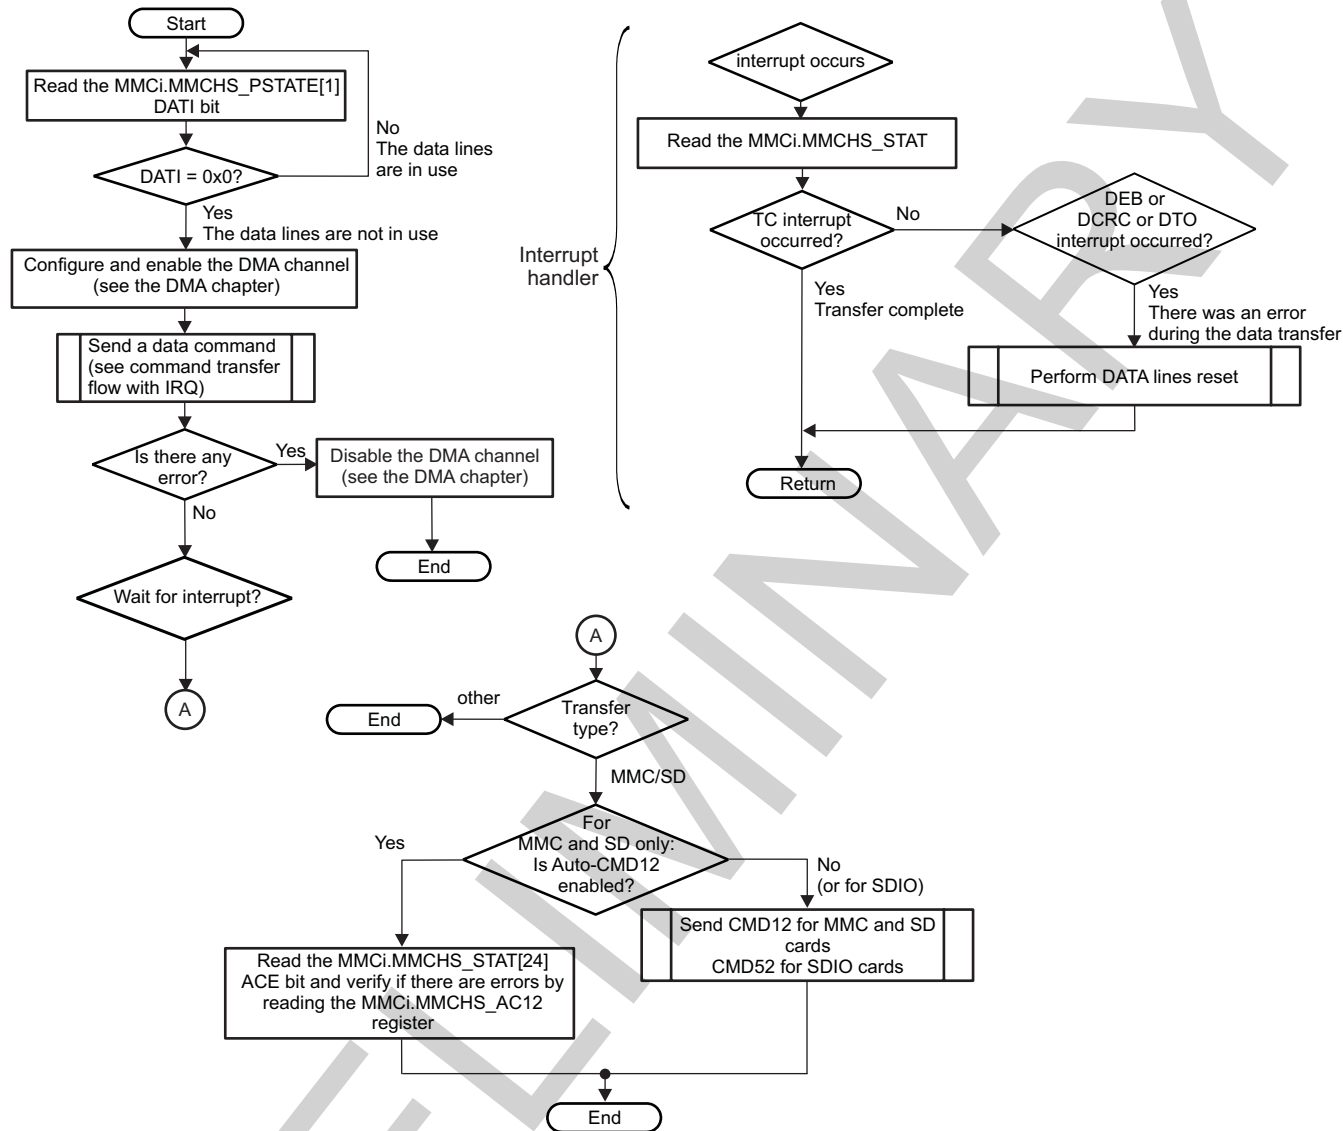 Start
Read the MMCi.MMCHS_PSTATE[1]
DATI bit
No
The data lines
are in use
DATI = 0x0?
Yes
The data lines are not in use
Configure and enable the DMA channel
(see the DMA chapter)
Send a data command
(see command transfer
flow with IRQ)
Is there any
error?
Yes
Disable the DMA channel
(see the DMA chapter)
No
End
Wait for interrupt?
A
Interrupt
handler
interrupt occurs
Read the MMCi.MMCHS_STAT
TC interrupt
occurred?
No
DEB or
DCRC or DTO
interrupt occurred?
Yes
Transfer complete
Yes
There was an error
during the data transfer
Perform DATA lines reset
Return
A
Transfer
type?
other
End
MMC/SD
For
MMC and SD only:
Is Auto-CMD12
enabled?
Yes
No
(or for SDIO)
Send CMD12 for MMC and SD
cards
CMD52 for SDIO cards
Read the MMCi.MMCHS_STAT[24]
ACE bit and verify if there are errors by
reading the MMCi.MMCHS_AC12
register
End
ELIMINARY